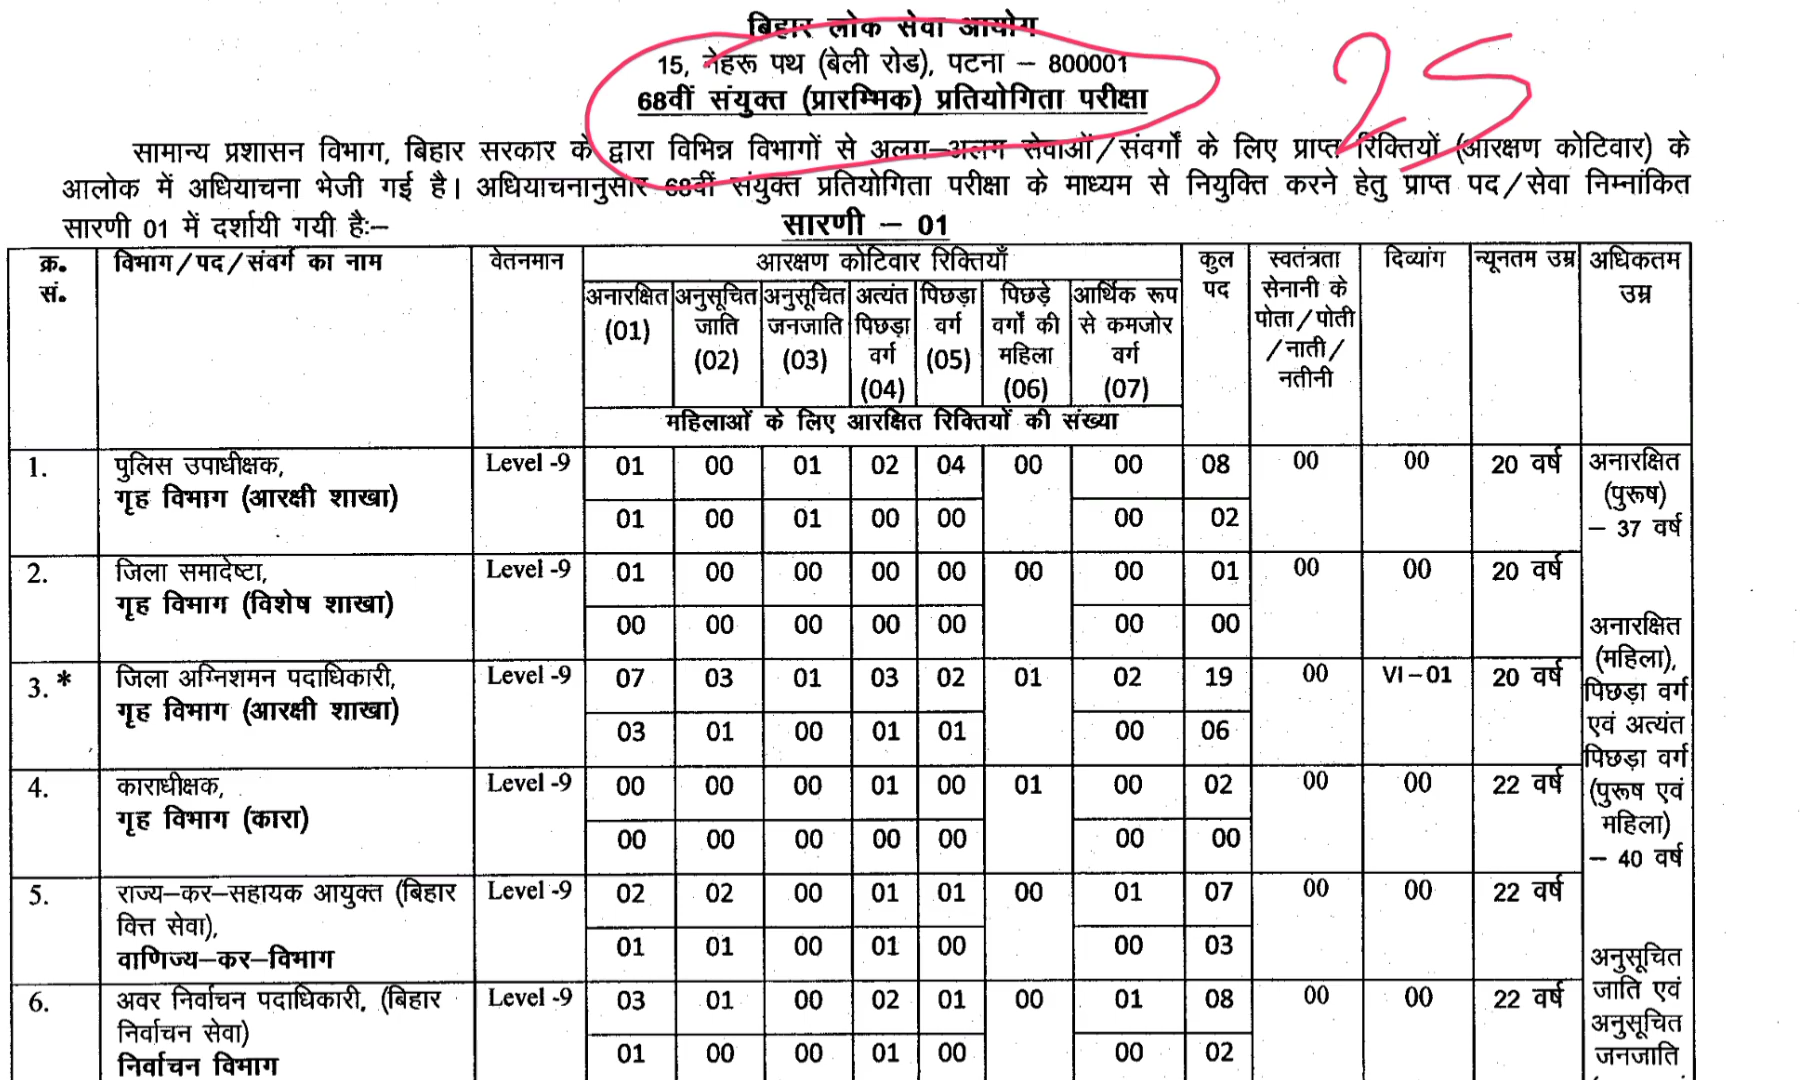 बिहार लोक सेवा आयोग
15, नेहरू पथ (बेली रोड), पटना – 800001
68वीं संयुक्त (प्रारम्भिक) प्रतियोगिता परीक्षा
25
सामान्य प्रशासन विभाग, बिहार सरकार के द्वारा विभिन्न विभागों से अलग–अलग सेवाओं/संवर्गों के लिए प्राप्त रिक्तियों (आरक्षण कोटिवार) के
आलोक में अधियाचना भेजी गई है। अधियाचनानुसार 68वीं संयुक्त प्रतियोगिता परीक्षा के माध्यम से नियुक्ति करने हेतु प्राप्त पद/सेवा निम्नांकित
सारणी 01 में दर्शायी गयी है:–
सारणी – 01
क्र. सं. विभाग/पद/संवर्ग का नाम वेतनमान आरक्षण कोटिवार रिक्तियाँ कुल पद स्वतंत्रता सेनानी के पोता/पोती/नाती/नतीनी दिव्यांग न्यूनतम उम्र अधिकतम उम्र
अनारक्षित (01) अनुसूचित जाति (02) अनुसूचित जनजाति (03) अत्यंत पिछड़ा वर्ग (04) पिछड़ा वर्ग (05) पिछड़े वर्गों की महिला (06) आर्थिक रूप से कमजोर वर्ग (07)
महिलाओं के लिए आरक्षित रिक्तियों की संख्या
1. पुलिस उपाधीक्षक, Level -9 01 00 01 02 04 00 00 08 00 00 20 वर्ष
गृह विभाग (आरक्षी शाखा)
01 00 01 00 00 00 02
2. जिला समादेष्टा, Level -9 01 00 00 00 00 00 00 01 00 00 20 वर्ष
गृह विभाग (विशेष शाखा)
00 00 00 00 00 00 00
3. * जिला अग्निशमन पदाधिकारी, Level -9 07 03 01 03 02 01 02 19 00 VI – 01 20 वर्ष
गृह विभाग (आरक्षी शाखा)
03 01 00 01 01 00 06
4. काराधीक्षक, Level -9 00 00 00 01 00 01 00 02 00 00 22 वर्ष
गृह विभाग (कारा)
00 00 00 00 00 00 00
5. राज्य–कर–सहायक आयुक्त (बिहार Level -9 02 02 00 01 01 00 01 07 00 00 22 वर्ष
वित्त सेवा),
वाणिज्य–कर–विभाग
01 01 00 01 00 00 03
6. अवर निर्वाचन पदाधिकारी, (बिहार Level -9 03 01 00 02 01 00 01 08 00 00 22 वर्ष
निर्वाचन सेवा)
निर्वाचन विभाग
01 00 00 01 00 00 02
अनारक्षित
(पुरूष)
– 37 वर्ष
अनारक्षित
(महिला),
पिछड़ा वर्ग
एवं अत्यंत
पिछड़ा वर्ग
(पुरूष एवं
महिला)
– 40 वर्ष
अनुसूचित
जाति एवं
अनुसूचित
जनजाति